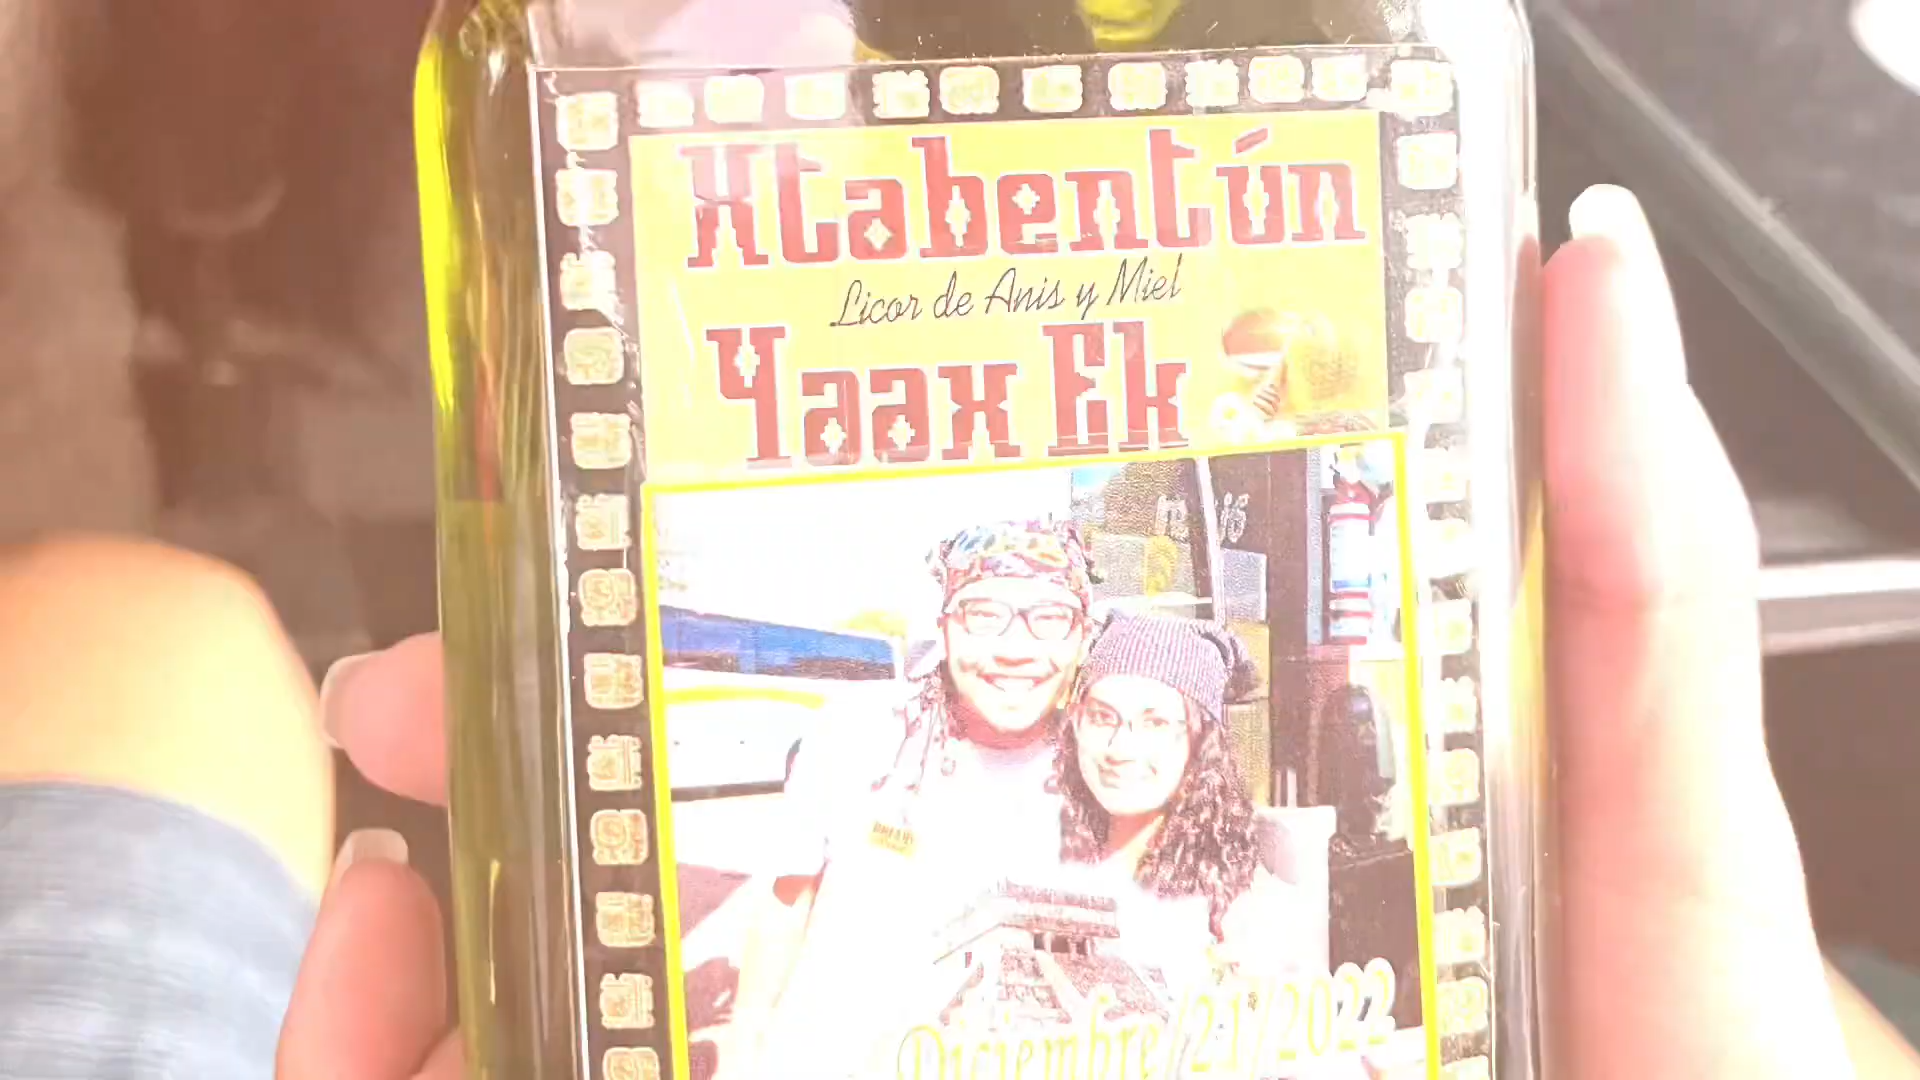 Xtabentún
Licor de Anis y Miel
Yaax Ek
Diciembre/21/2022